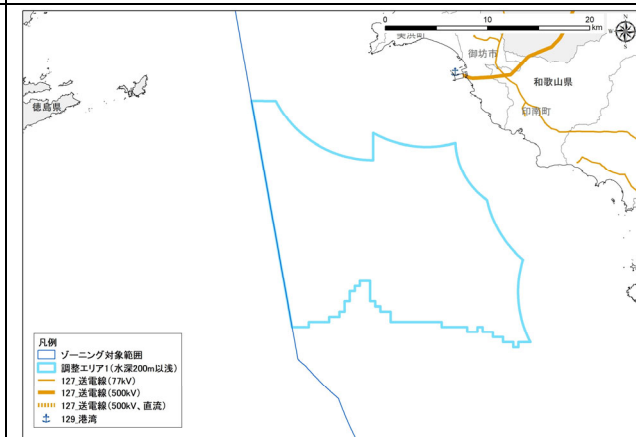 0 10 20
km
N
W E
S
美浜町
御坊市
和歌山県
印南町
徳島県
凡例
ゾーニング対象範囲
調整エリア1(水深200m以浅)
127_送電線(77kV)
127_送電線(500kV)
127_送電線(500kV、直流)
129_港湾